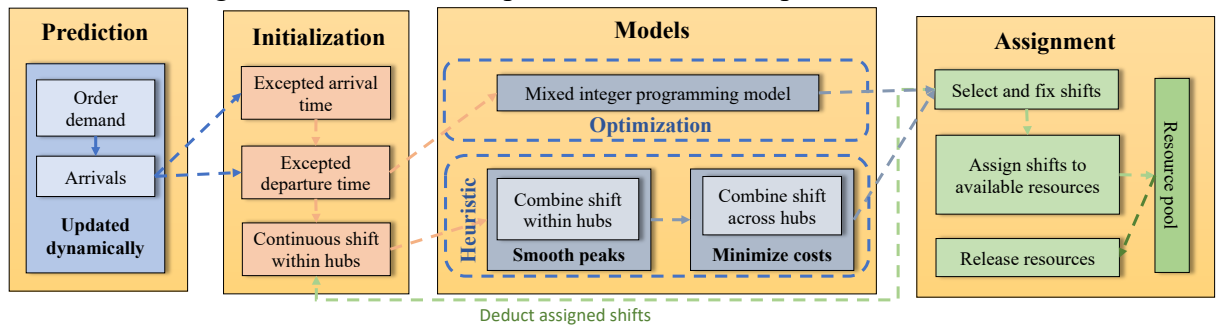 Prediction
Order
demand
Arrivals
Updated
dynamically
Initialization
Excepted arrival
time
Excepted
departure time
Continuous shift
within hubs
Models
Mixed integer programming model
Optimization
Heuristic
Combine shift
within hubs
Smooth peaks
Combine shift
across hubs
Minimize costs
Assignment
Select and fix shifts
Assign shifts to
available resources
Release resources
Resource pool
Deduct assigned shifts